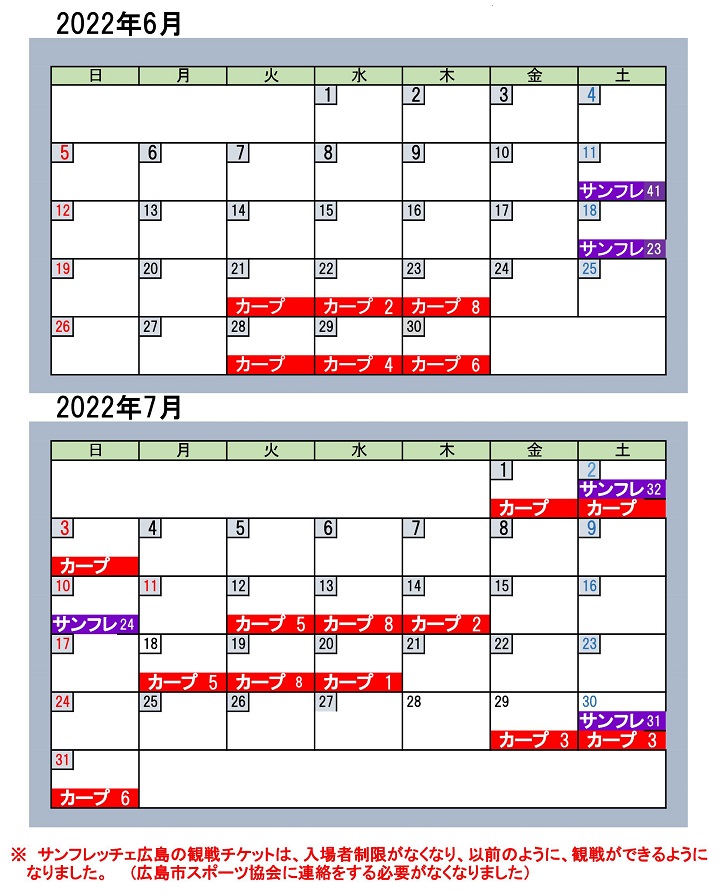 2022年6月
日 月 火 水 木 金 土
1 2 3 4
5 6 7 8 9 10 11
サンフレ 41
12 13 14 15 16 17 18
サンフレ 23
19 20 21 22 23 24 25
カープ カープ 2 カープ 8
26 27 28 29 30
カープ カープ 4 カープ 6
2022年7月
日 月 火 水 木 金 土
1 2
サンフレ 32
カープ カープ
3 4 5 6 7 8 9
カープ
10 11 12 13 14 15 16
サンフレ 24 カープ 5 カープ 8 カープ 2
17 18 19 20 21 22 23
カープ 5 カープ 8 カープ 1
24 25 26 27 28 29 30
サンフレ 31
カープ 3 カープ 3
31
カープ 6
※ サンフレッチェ広島の観戦チケットは、入場者制限がなくなり、以前のように、観戦ができるように
なりました。 (広島市スポーツ協会に連絡をする必要がなくなりました)